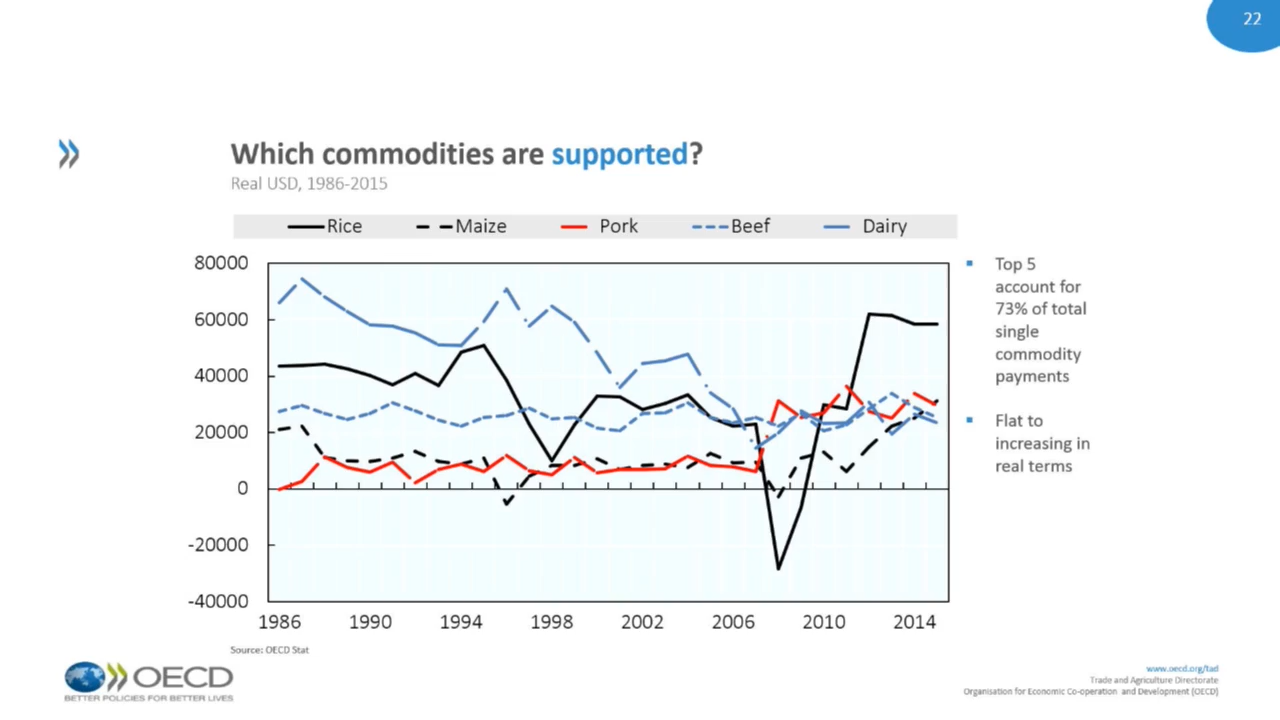 22
Which commodities are supported?
Real USD, 1986-2015
Rice Maize Pork Beef Dairy
80000
60000
40000
20000
0
-20000
-40000
1986 1990 1994 1998 2002 2006 2010 2014
Top 5
account for
73% of total
single
commodity
payments
Flat to
increasing in
real terms
Source: OECD Stat
OECD
BETTER POLICIES FOR BETTER LIVES
www.oecd.org/tad
Trade and Agriculture Directorate
Organisation for Economic Co-operation and Development (OECD)